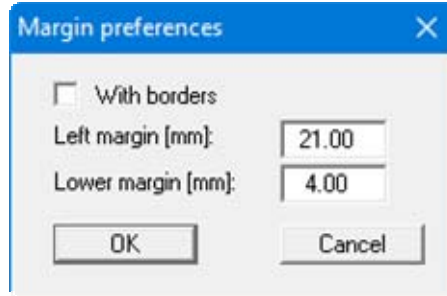 Margin preferences
With borders
Left margin [mm]: 21.00
Lower margin [mm]: 4.00
OK Cancel